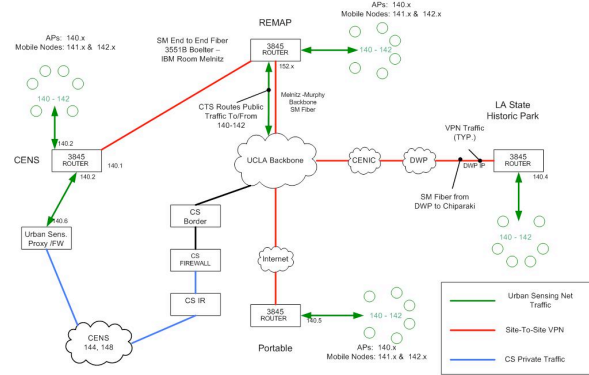 REMAP
APs: 140.x
Mobile Nodes: 141.x & 142.x
SM End to End Fiber
3551B Boelter –
IBM Room Melnitz
3845
ROUTER
152.x
140 - 142
APs: 140.x
Mobile Nodes: 141.x & 142.x
140 - 142
CTS Routes Public
Traffic To/From
140-142
Melnitz -Murphy
Backbone
SM Fiber
LA State
Historic Park
VPN Traffic
(TYP.)
140.2
CENS
3845
ROUTER
140.1
140.2
UCLA Backbone
CENIC
DWP
DWP IP
3845
ROUTER
140.4
SM Fiber from
DWP to Chiparaki
140.6
Urban Sens.
Proxy /FW
CS
Border
CS
FIREWALL
CS IR
Internet
140 - 142
CENS
144, 148
3845
ROUTER
140.5
140 - 142
Portable
APs: 140.x
Mobile Nodes: 141.x & 142.x
Urban Sensing Net
Traffic
Site-To-Site VPN
CS Private Traffic